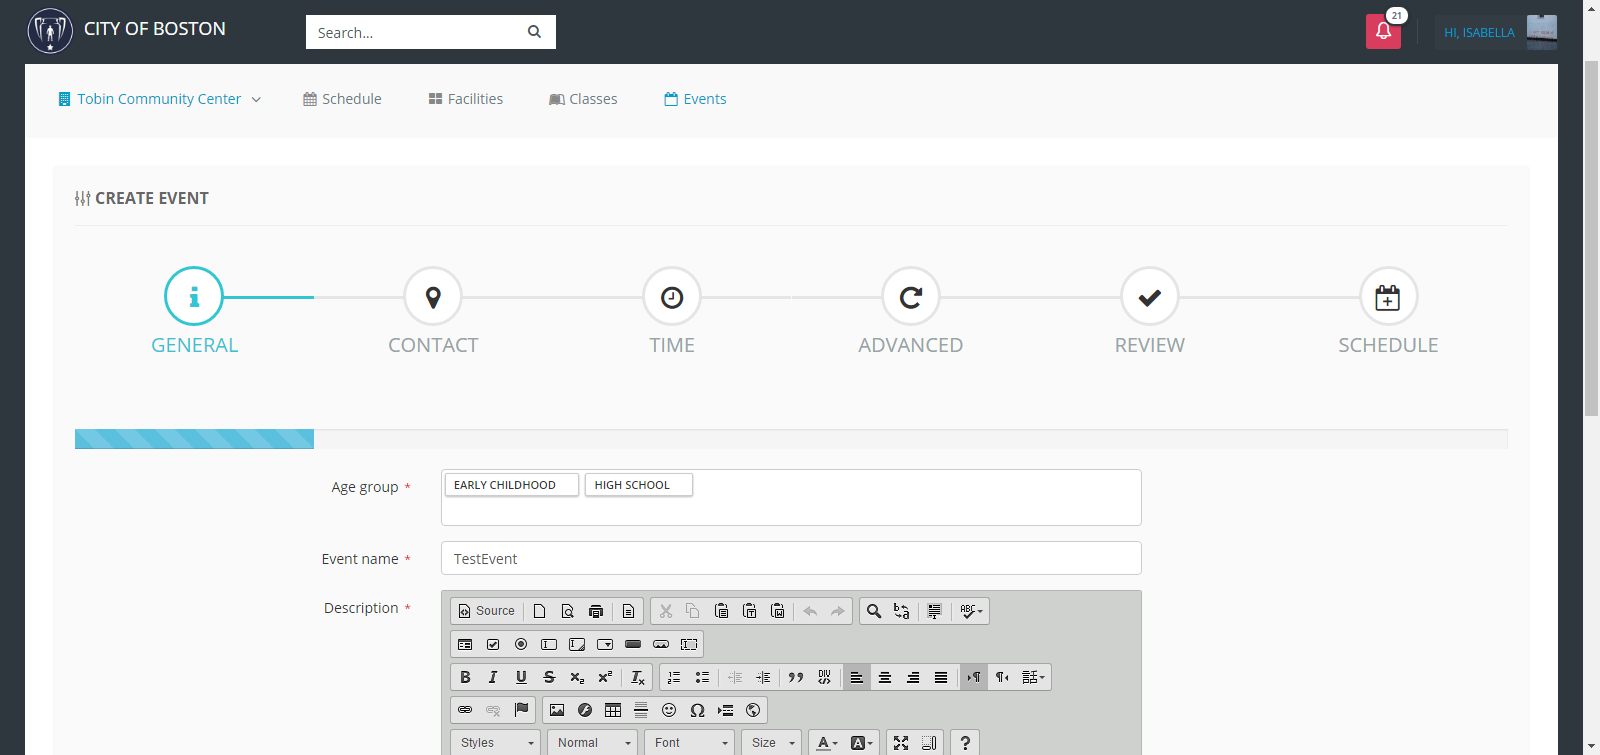 CITY OF BOSTON
Search...
21
HI, ISABELLA
Tobin Community Center
Schedule
Facilities
Classes
Events
CREATE EVENT
GENERAL
CONTACT
TIME
ADVANCED
REVIEW
SCHEDULE
Age group *
EARLY CHILDHOOD
HIGH SCHOOL
Event name *
TestEvent
Description *
Source
Styles
Normal
Font
Size